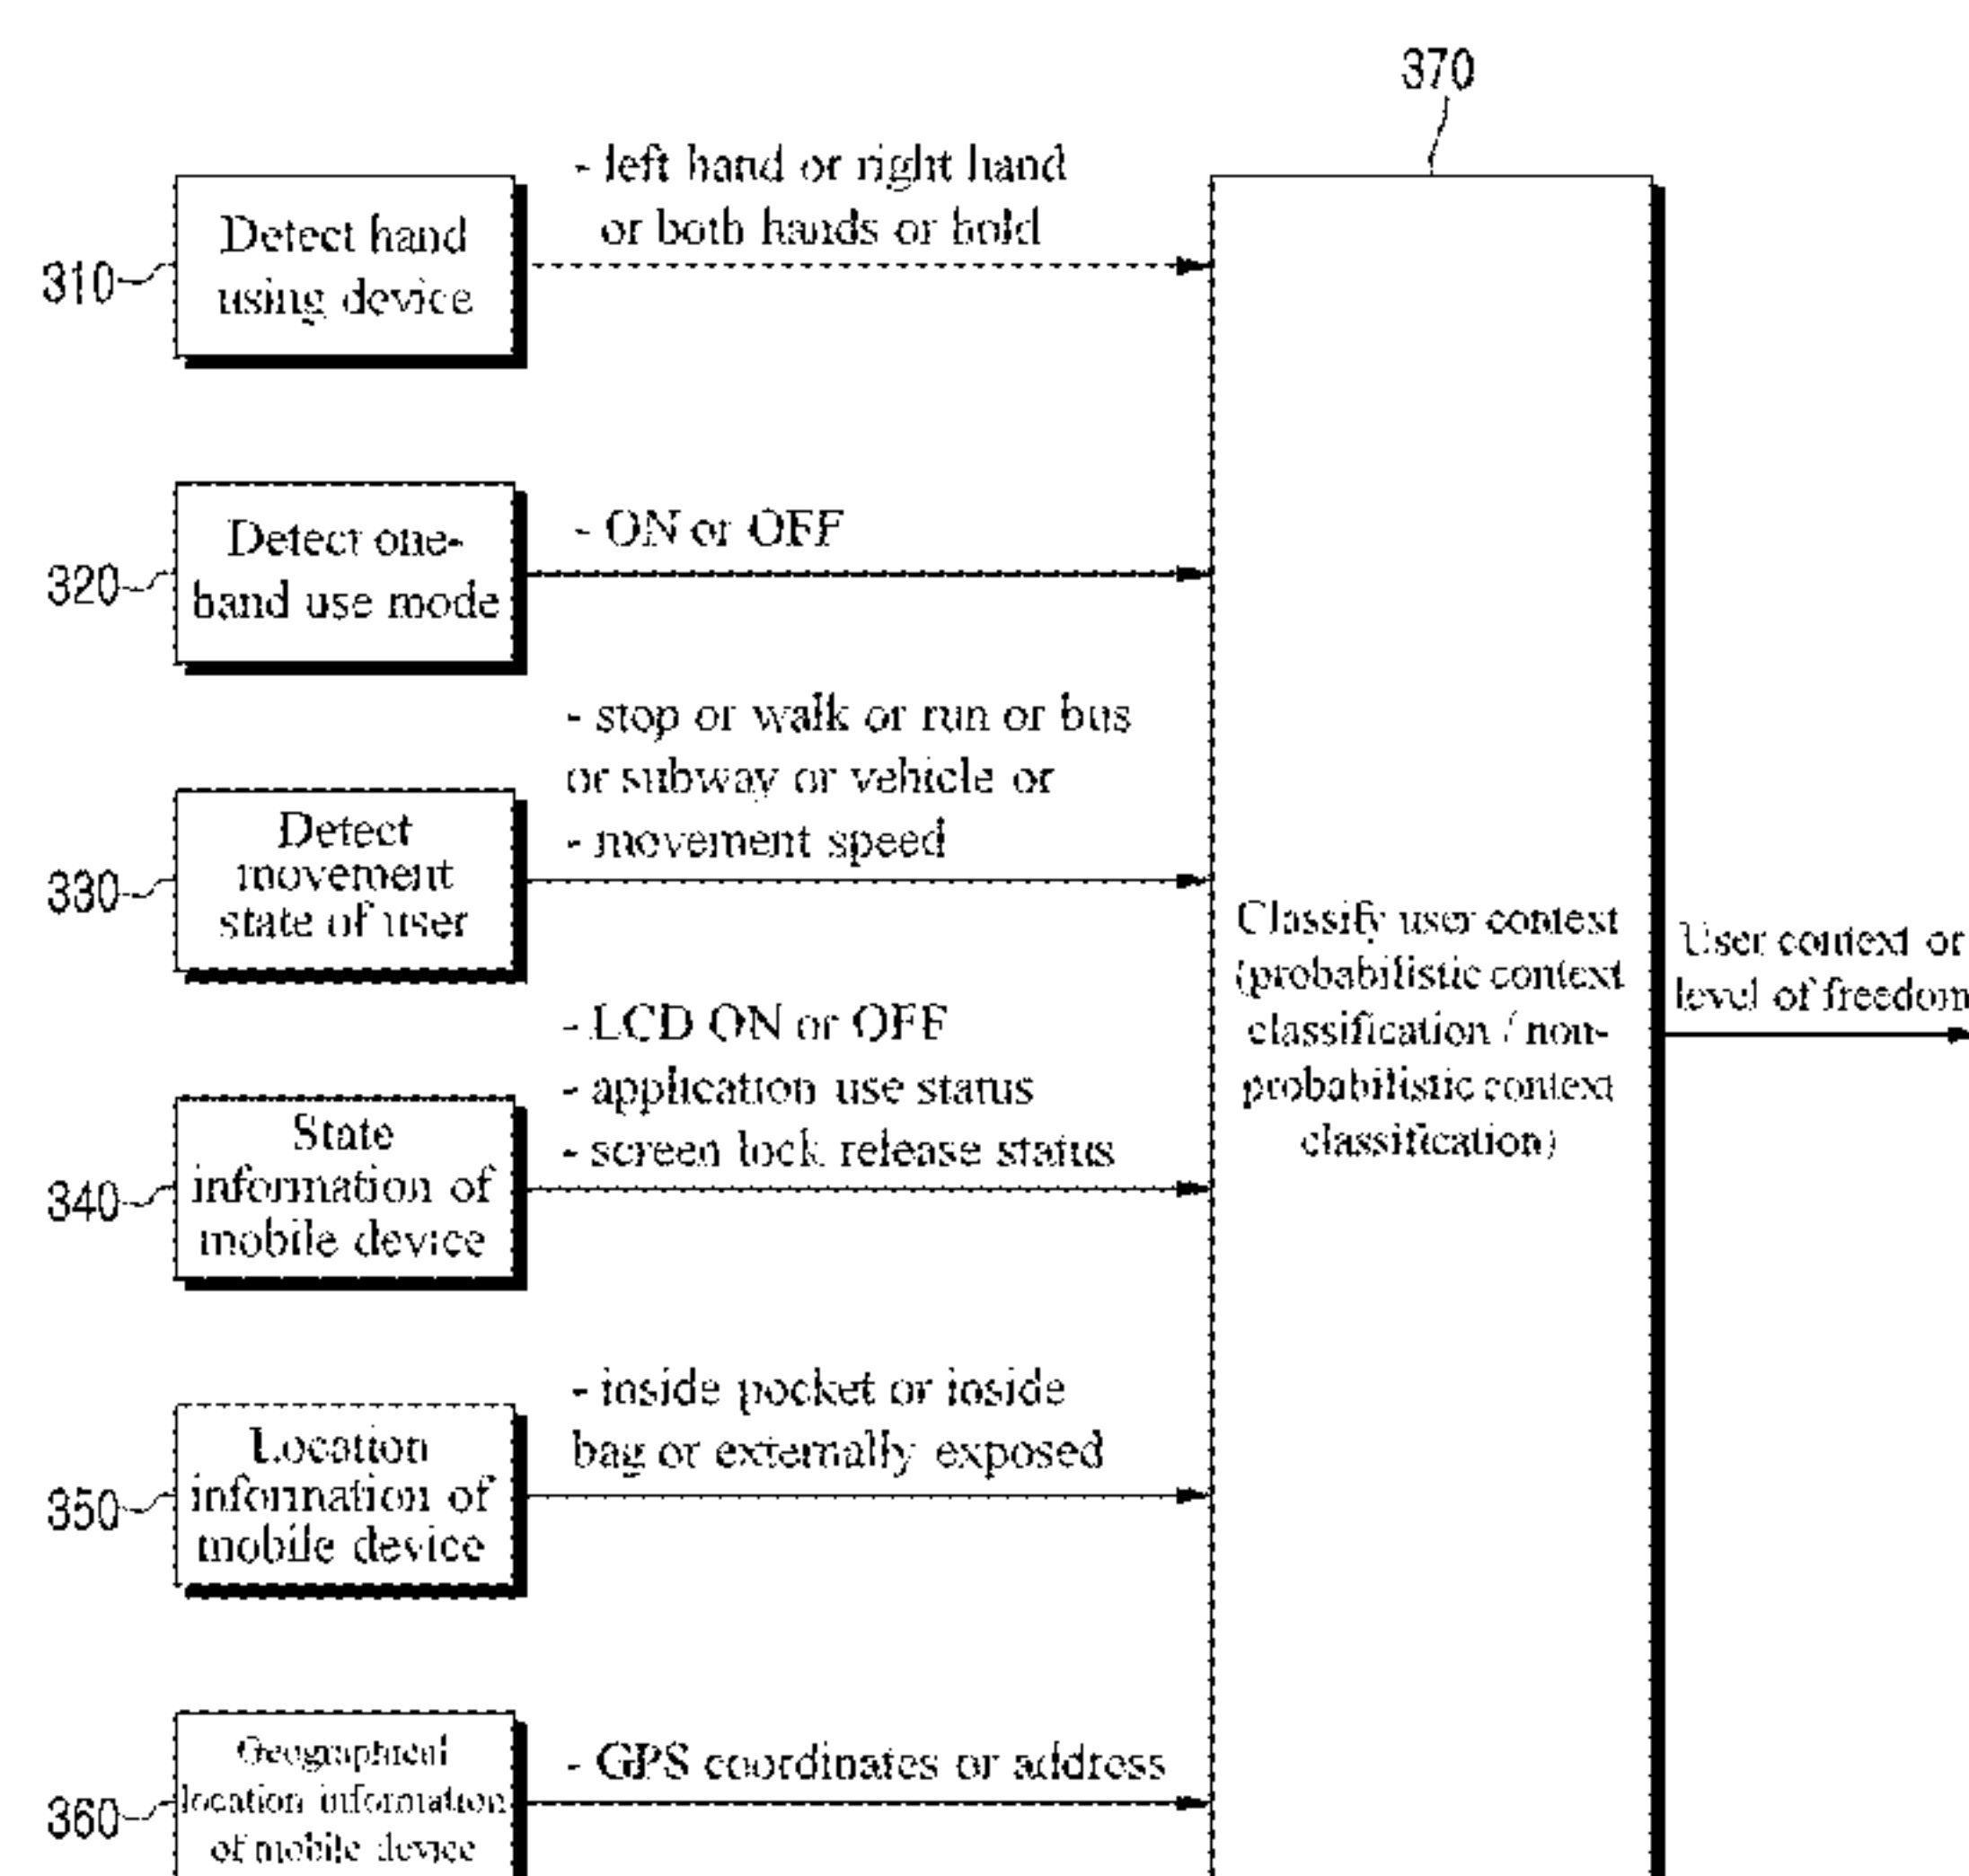 370
- left hand or right hand
or both hands or hold
Detect hand
using device
310
- ON or OFF
Detect one-
hand use mode
320
- stop or walk or run or bus
or subway or vehicle or
- movement speed
Detect
movement
state of user
330
Classify user context
(probabilistic context
classification / non-
probabilistic context
classification)
User context or
level of freedom
- LCD ON or OFF
- application use status
- screen lock release status
State
information of
mobile device
340
- inside pocket or inside
bag or externally exposed
Location
information of
mobile device
350
- GPS coordinates or address
Geographical
location information
of mobile device
360